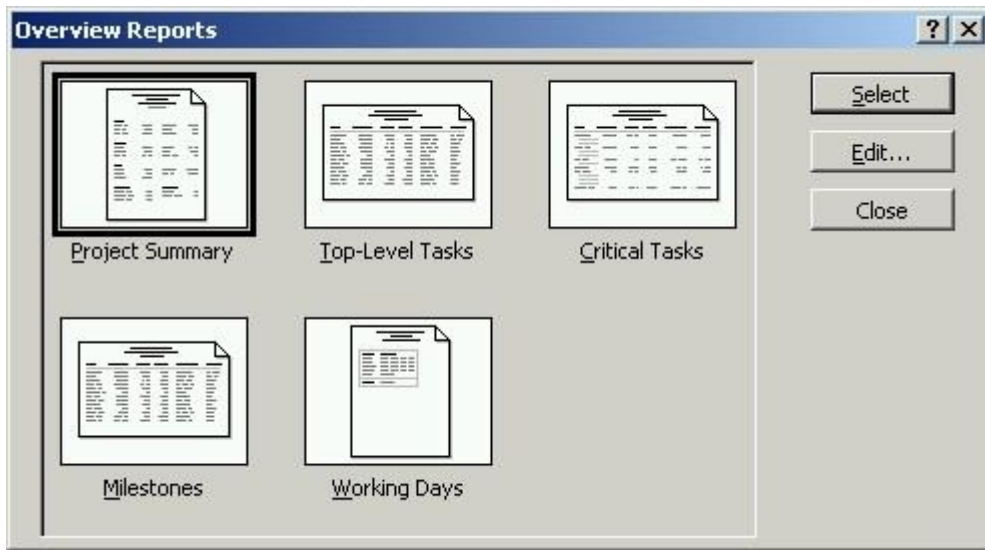 Overview Reports
Select
Edit...
Close
Project Summary
Top-Level Tasks
Critical Tasks
Milestones
Working Days